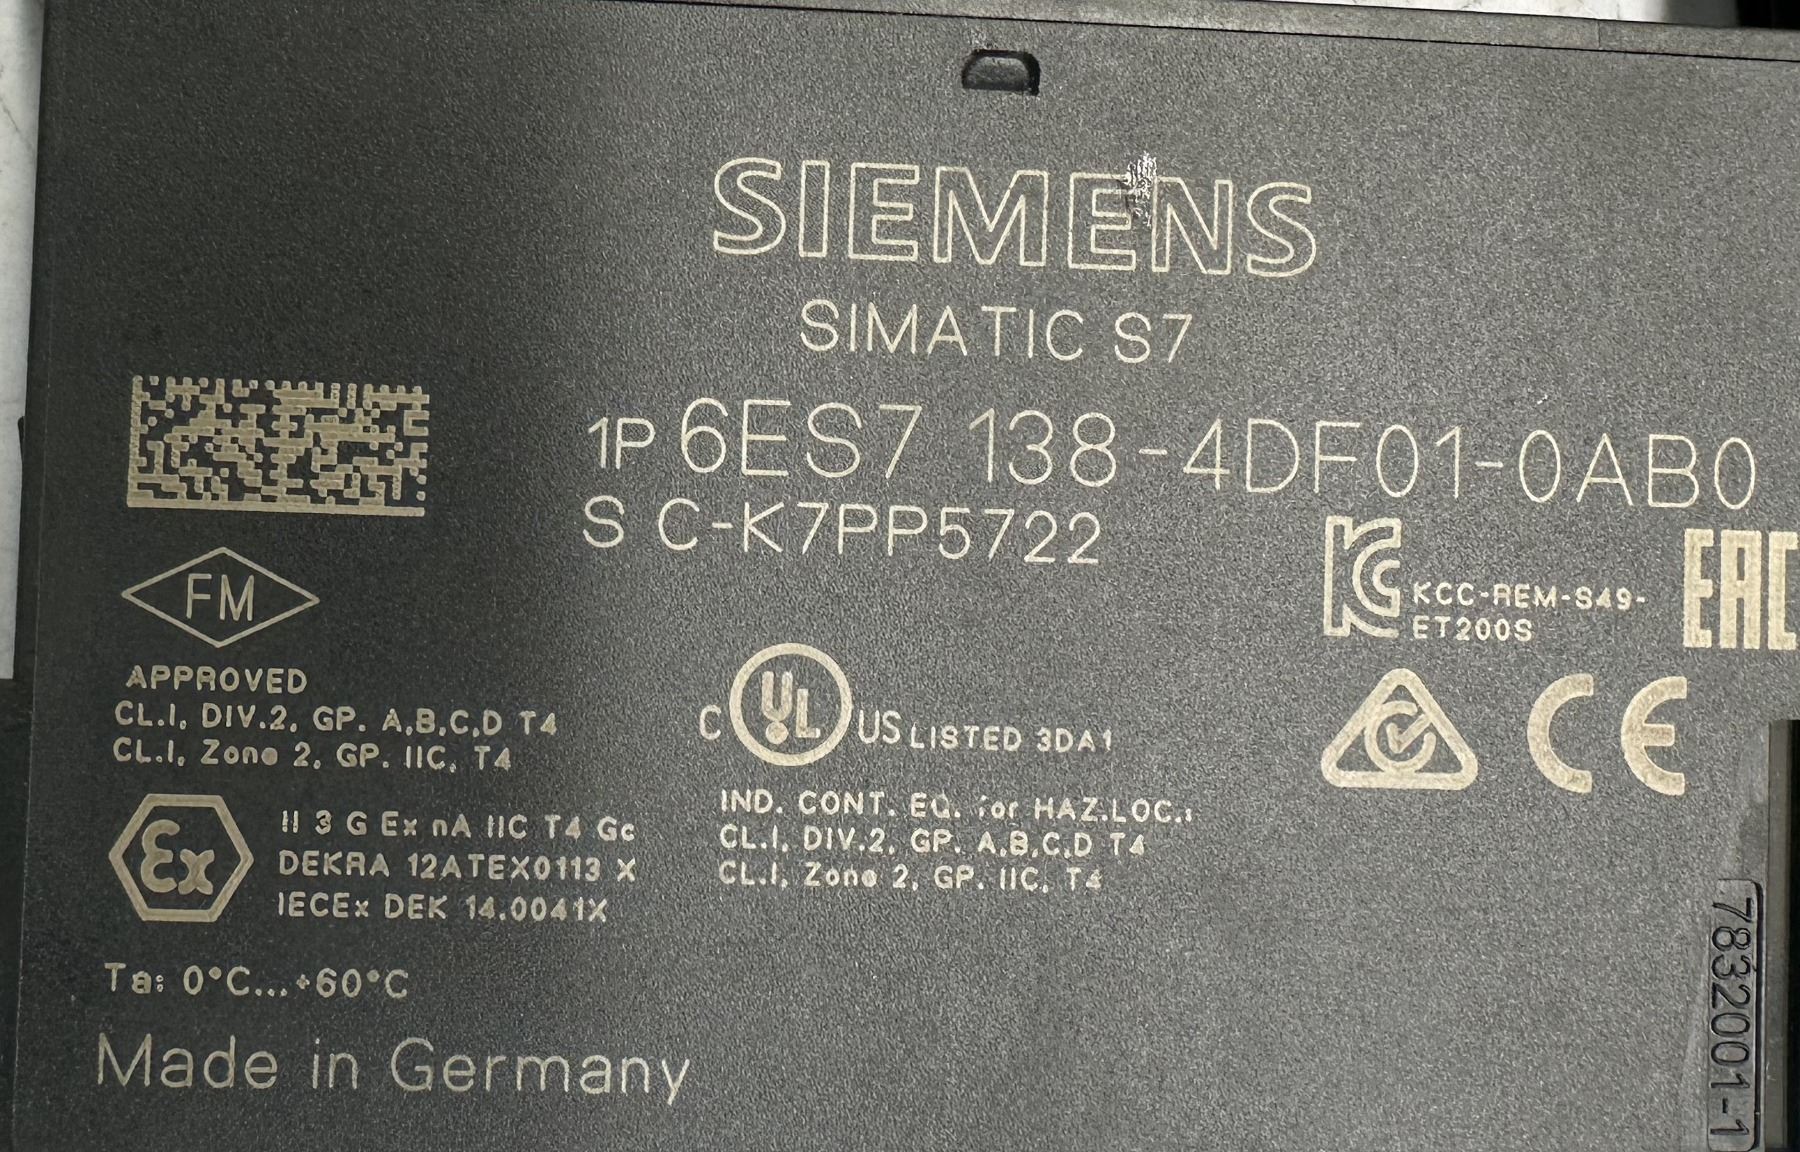 SIEMENS
SIMATIC S7
1P 6ES7 138-4DF01-0AB0
S C-K7PP5722
KCC-REM-S49-
ET200S
EAC
FM
APPROVED
CL.I, DIV.2, GP. A,B,C,D T4
CL.I, Zone 2, GP. IIC, T4
C UL US LISTED 3DA1
CE
IND. CONT. EQ. for HAZ.LOC.:
CL.I, DIV.2, GP. A,B,C,D T4
CL.I, Zone 2, GP. IIC, T4
Ex
II 3 G Ex nA IIC T4 Gc
DEKRA 12ATEX0113 X
IECEx DEK 14.0041X
Ta: 0°C...+60°C
Made in Germany
7832001-1